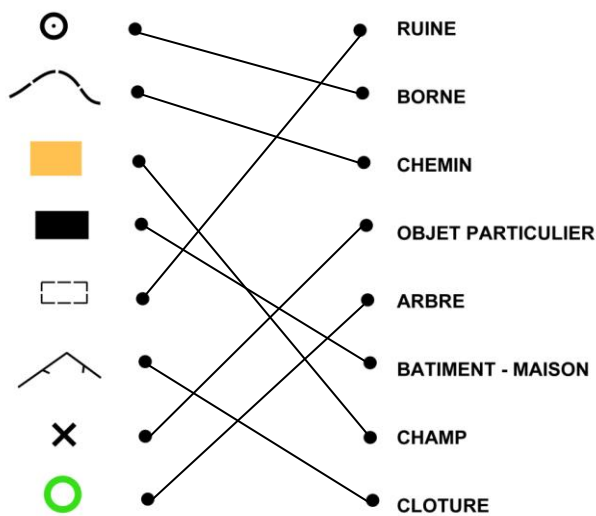 RUINE
BORNE
CHEMIN
OBJET PARTICULIER
ARBRE
BATIMENT - MAISON
CHAMP
CLOTURE